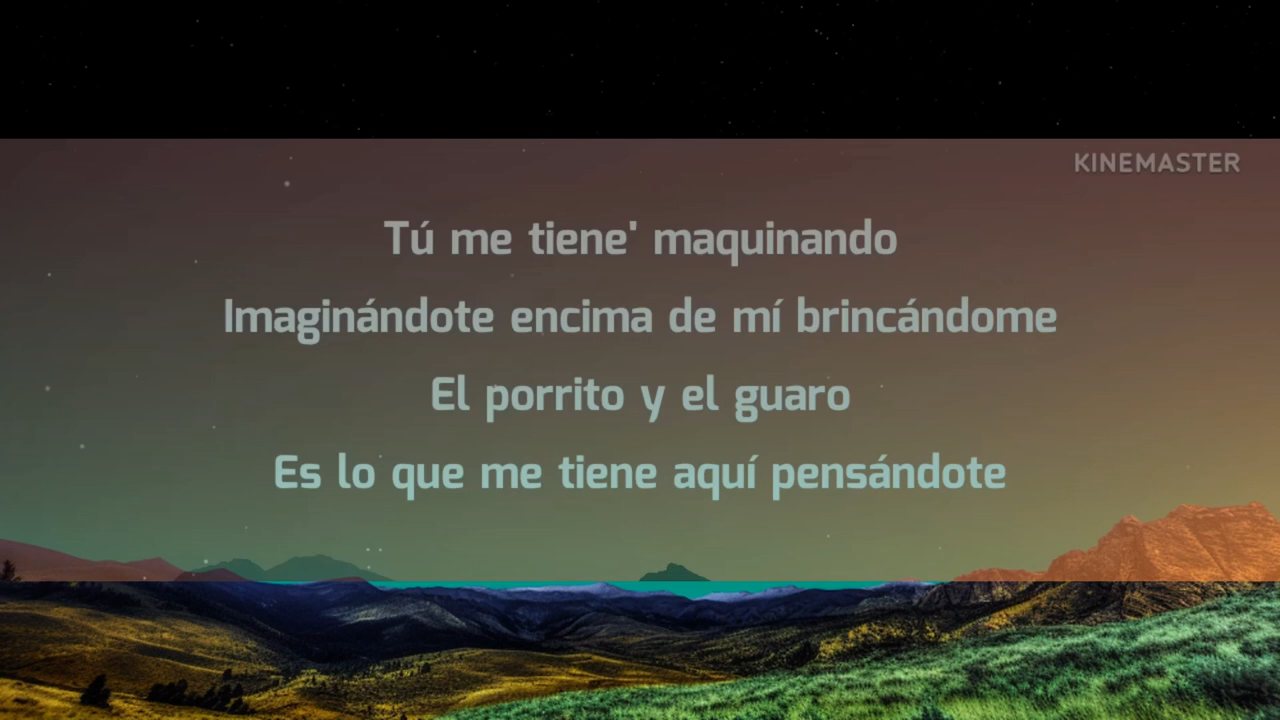 KINEMASTER
Tú me tiene' maquinando
Imaginándote encima de mí brincándome
El porrito y el guaro
Es lo que me tiene aquí pensándote